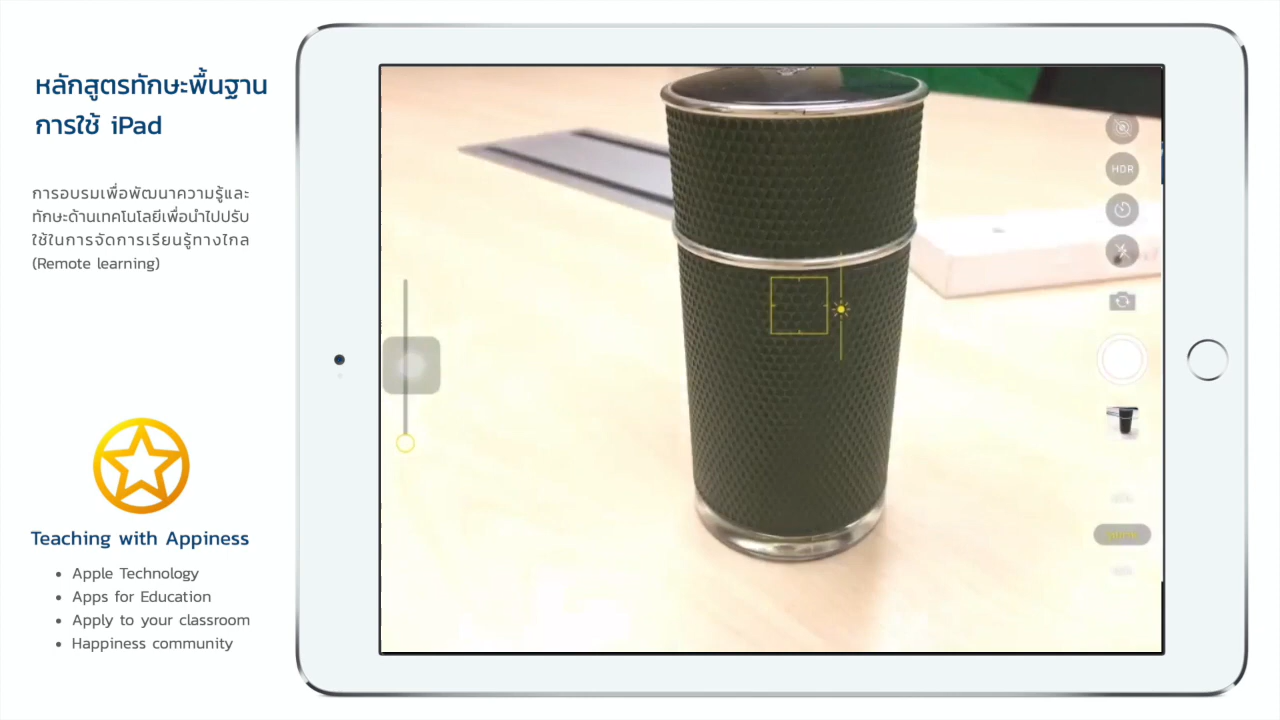 หลักสูตรทักษะพื้นฐาน
การใช้ iPad
การอบรมเพื่อพัฒนาความรู้และ
ทักษะด้านเทคโนโลยีเพื่อนำไปปรับ
ใช้ในการจัดการเรียนรู้ทางไกล
(Remote learning)
Teaching with Appiness
• Apple Technology
• Apps for Education
• Apply to your classroom
• Happiness community
HDR